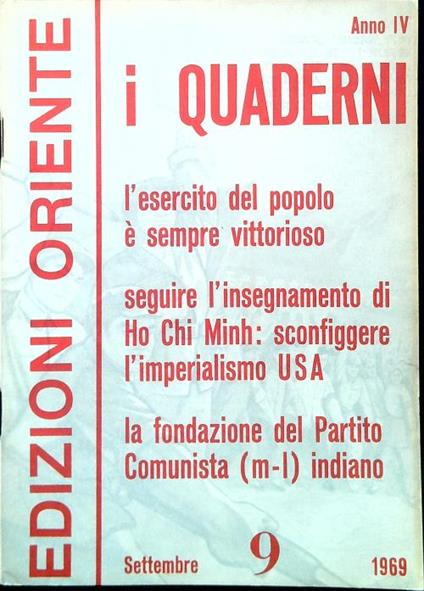 EDIZIONI ORIENTE
Anno IV
i QUADERNI
l'esercito del popolo
è sempre vittorioso
seguire l'insegnamento di
Ho Chi Minh: sconfiggere
l'imperialismo USA
la fondazione del Partito
Comunista (m-l) indiano
Settembre 9 1969